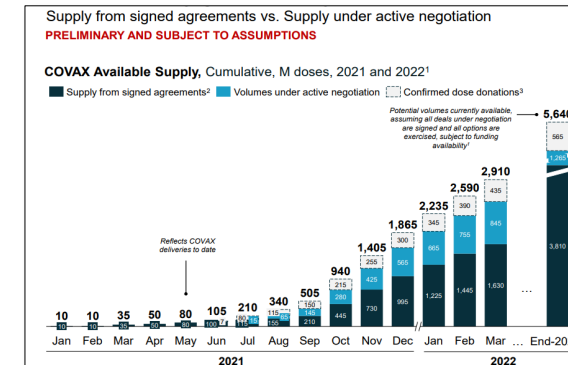 Supply from signed agreements vs. Supply under active negotiation
PRELIMINARY AND SUBJECT TO ASSUMPTIONS
COVAX Available Supply, Cumulative, M doses, 2021 and 2022¹
Supply from signed agreements² Volumes under active negotiation Confirmed dose donations³
Potential volumes currently available,
assuming all deals under negotiation
are signed and all options are
exercised, subject to funding
availability¹
Reflects COVAX
deliveries to date
10 10 35 50 80 105 210 340 505 940 1,405 1,865 2,235 2,590 2,910 5,640
150 215 255 300 345 390 435 565
80 15 115 65 145 280 425 565 665 755 845 1,265
10 10 35 50 80 100 115 155 210 445 730 995 1,225 1,445 1,630 3,810
...
Jan Feb Mar Apr May Jun Jul Aug Sep Oct Nov Dec // Jan Feb Mar ... End-20
2021 2022